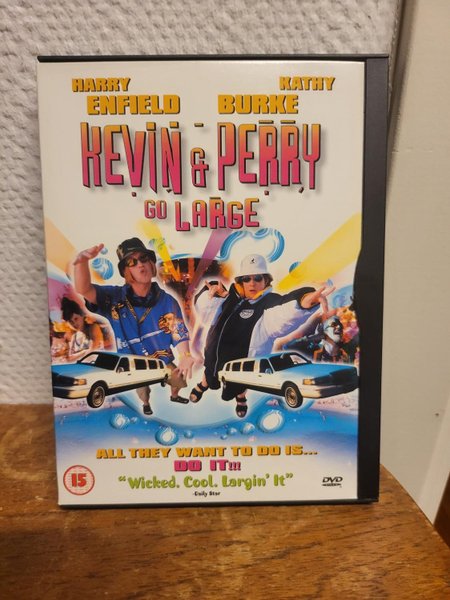 HARRY KATHY
ENFIELD BURKE
KEVIN & PERRY
GO LARGE
ALL THEY WANT TO DO IS...
DO IT!!!
15
"Wicked. Cool. Largin' It"
-Daily Star
DVD